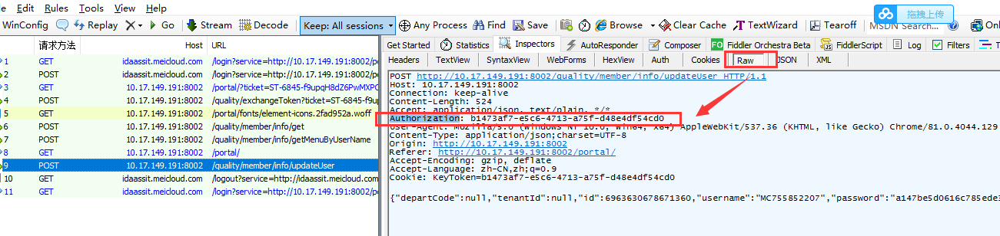 Rules Tools View Help
WinConfig Replay Go Stream Decode Keep: All sessions Any Process Find Save Browse Clear Cache TextWizard Tearoff MSDN Search... Onl
拖拽上传
请求方法 Host URL
1 GET idaassit.meicloud.com /login?service=http://10.17.149.191:8002/po
2 POST idaassit.meicloud.com /login?service=http://10.17.149.191:8002/po
3 GET 10.17.149.191:8002 /portal/?ticket=ST-6845-f9upqH8dZ6PwMXPC
4 POST 10.17.149.191:8002 /quality/exchangeToken?ticket=ST-6845-f9up
5 GET 10.17.149.191:8002 /portal/fonts/element-icons.2fad952a.woff
6 POST 10.17.149.191:8002 /quality/member/info/get
7 POST 10.17.149.191:8002 /quality/member/info/getMenuByUserName
8 GET 10.17.149.191:8002 /portal/
9 POST 10.17.149.191:8002 /quality/member/info/updateUser
10 GET idaassit.meicloud.com /logout?service=http://idaassit.meicloud.com
11 GET idaassit.meicloud.com /login?service=http://10.17.149.191:8002/po
Get Started Statistics Inspectors AutoResponder Composer FO Fiddler Orchestra Beta FiddlerScript Log Filters T
Headers TextView SyntaxView WebForms HexView Auth Cookies Raw JSON XML
POST http://10.17.149.191:8002/quality/member/info/updateUser HTTP/1.1
Host: 10.17.149.191:8002
Connection: keep-alive
Content-Length: 524
Accept: application/json, text/plain, */*
Authorization: b1473af7-e5c6-4713-a75f-d48e4df54cd0
User-Agent: Mozilla/5.0 (Windows NT 10.0; Win64; x64) AppleWebKit/537.36 (KHTML, like Gecko) Chrome/81.0.4044.129
Content-Type: application/json;charset=UTF-8
Origin: http://10.17.149.191:8002
Referer: http://10.17.149.191:8002/portal/
Accept-Encoding: gzip, deflate
Accept-Language: zh-CN,zh;q=0.9
Cookie: KeyToken=b1473af7-e5c6-4713-a75f-d48e4df54cd0
{"departCode":null,"tenantId":null,"id":6963630678671360,"username":"MC755852207","password":"a147be5d0616c785ede3